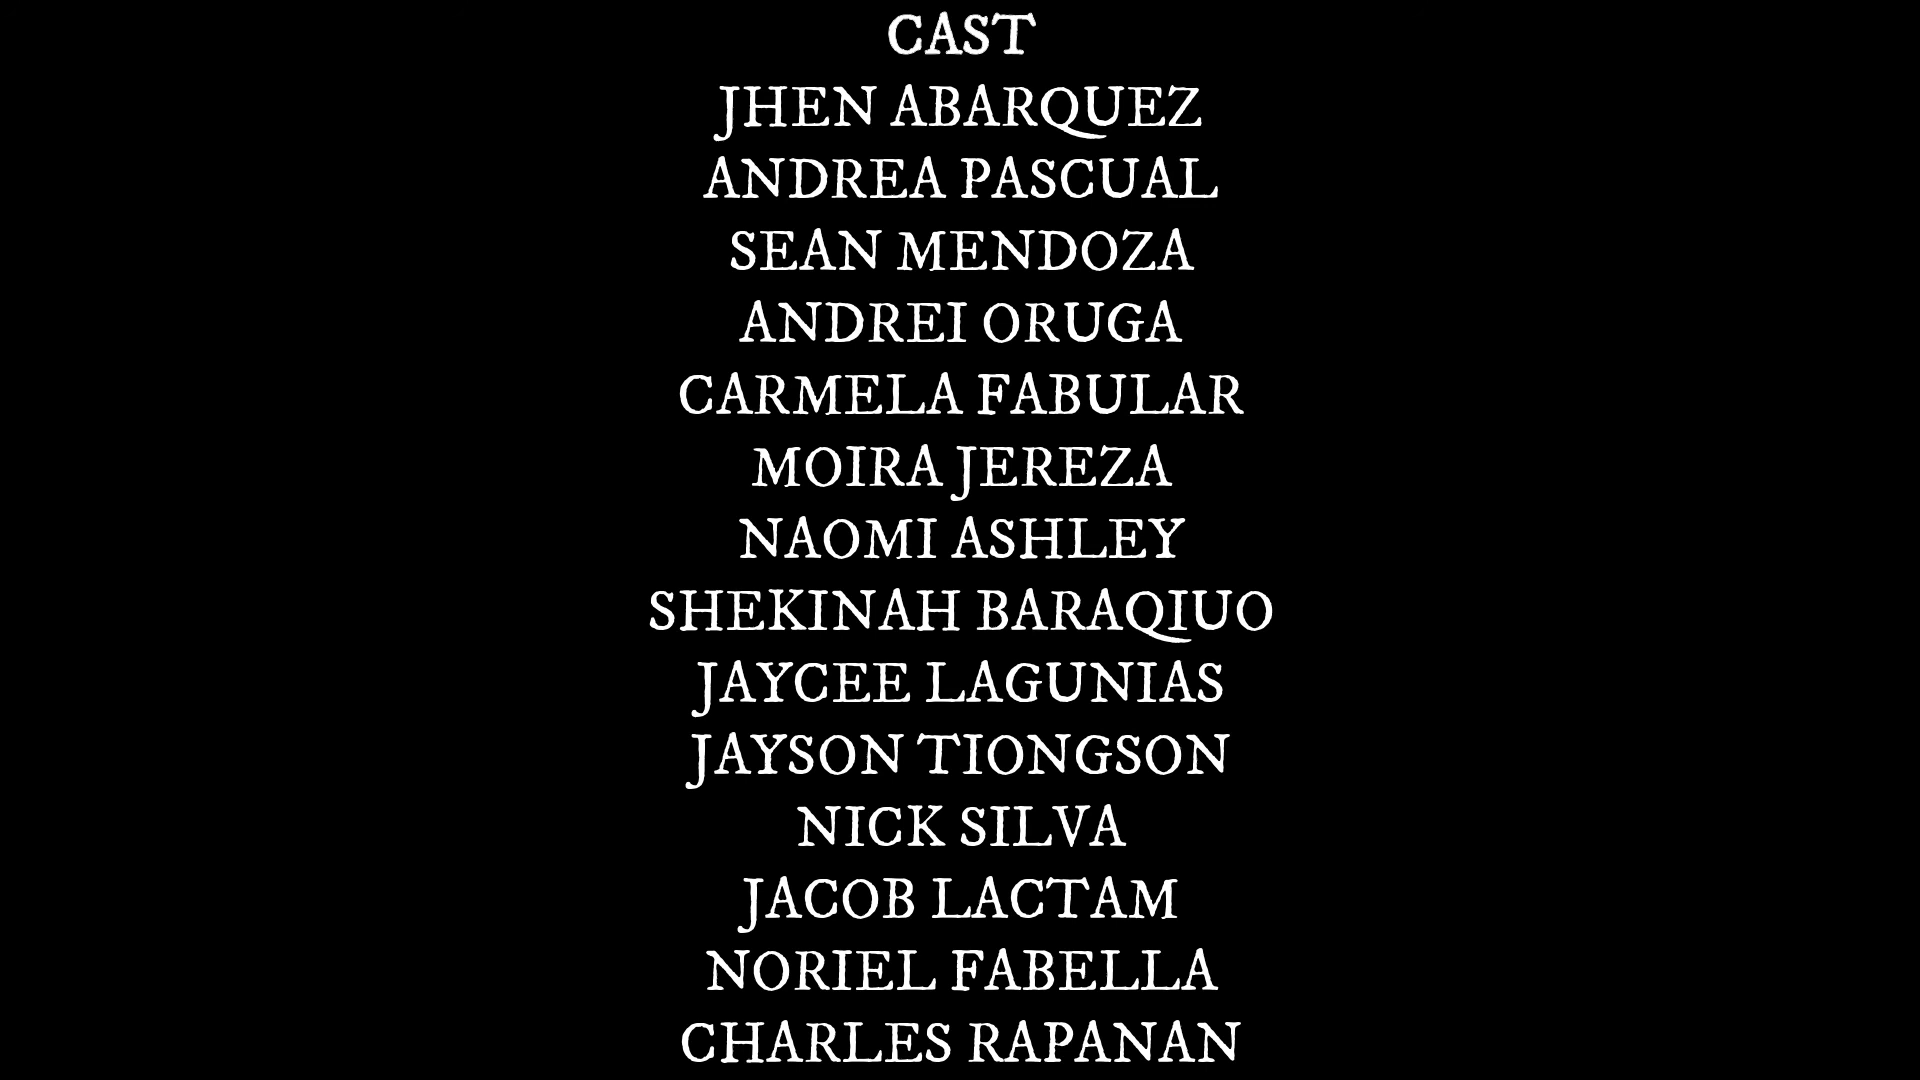 CAST
JHEN ABARQUEZ
ANDREA PASCUAL
SEAN MENDOZA
ANDREI ORUGA
CARMELA FABULAR
MOIRA JEREZA
NAOMI ASHLEY
SHEKINAH BARAQIUO
JAYCEE LAGUNIAS
JAYSON TIONGSON
NICK SILVA
JACOB LACTAM
NORIEL FABELLA
CHARLES RAPANAN